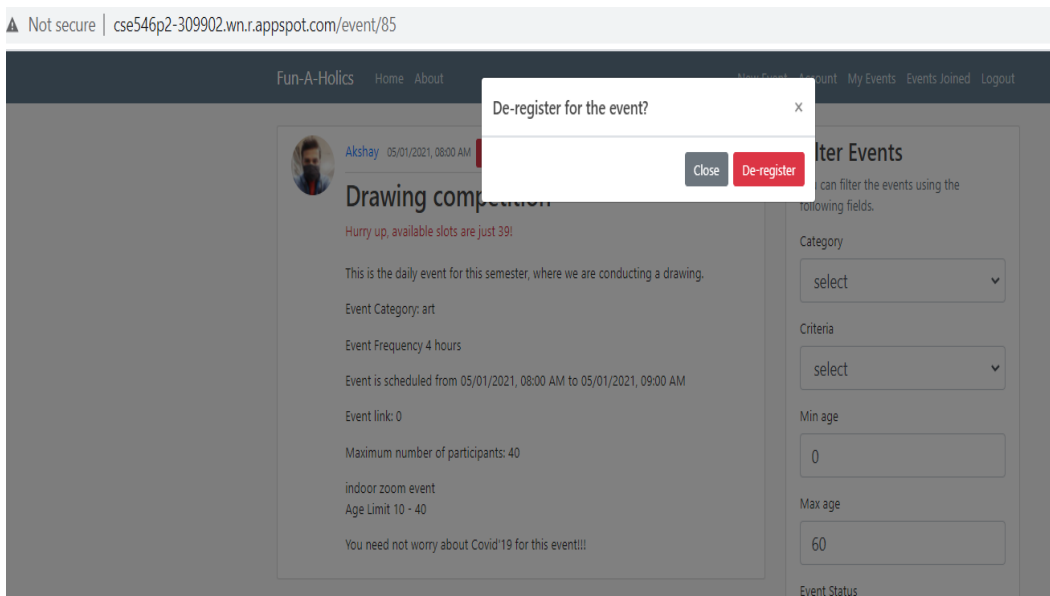 Not secure | cse546p2-309902.wn.r.appspot.com/event/85
Fun-A-Holics Home About New Event Account My Events Events Joined Logout
De-register for the event? x
Close De-register
Akshay 05/01/2021, 08:00 AM
Drawing competition
Hurry up, available slots are just 39!
This is the daily event for this semester, where we are conducting a drawing.
Event Category: art
Event Frequency 4 hours
Event is scheduled from 05/01/2021, 08:00 AM to 05/01/2021, 09:00 AM
Event link: 0
Maximum number of participants: 40
indoor zoom event
Age Limit 10 - 40
You need not worry about Covid'19 for this event!!!
lter Events
can filter the events using the
following fields.
Category
select
Criteria
select
Min age
0
Max age
60
Event Status